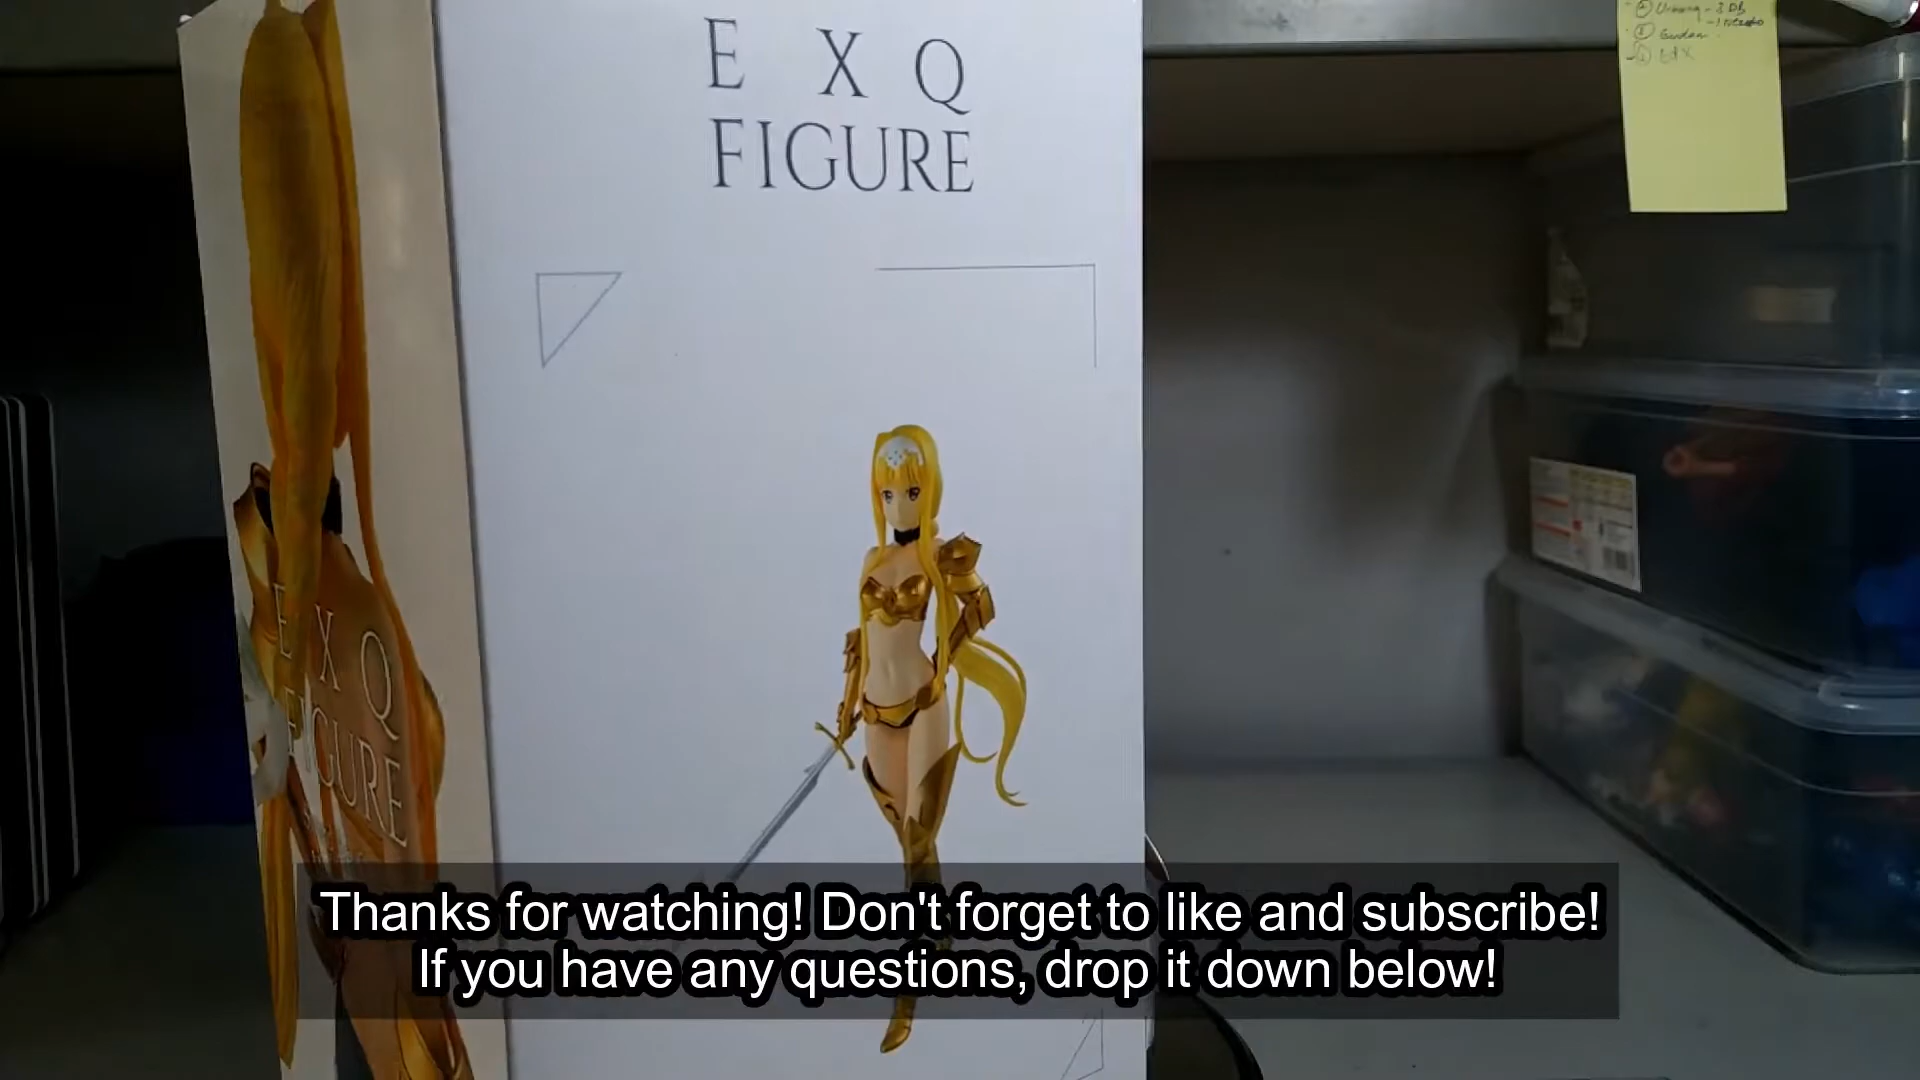 E X Q
FIGURE
E X Q
FIGURE
Thanks for watching! Don't forget to like and subscribe!
If you have any questions, drop it down below!